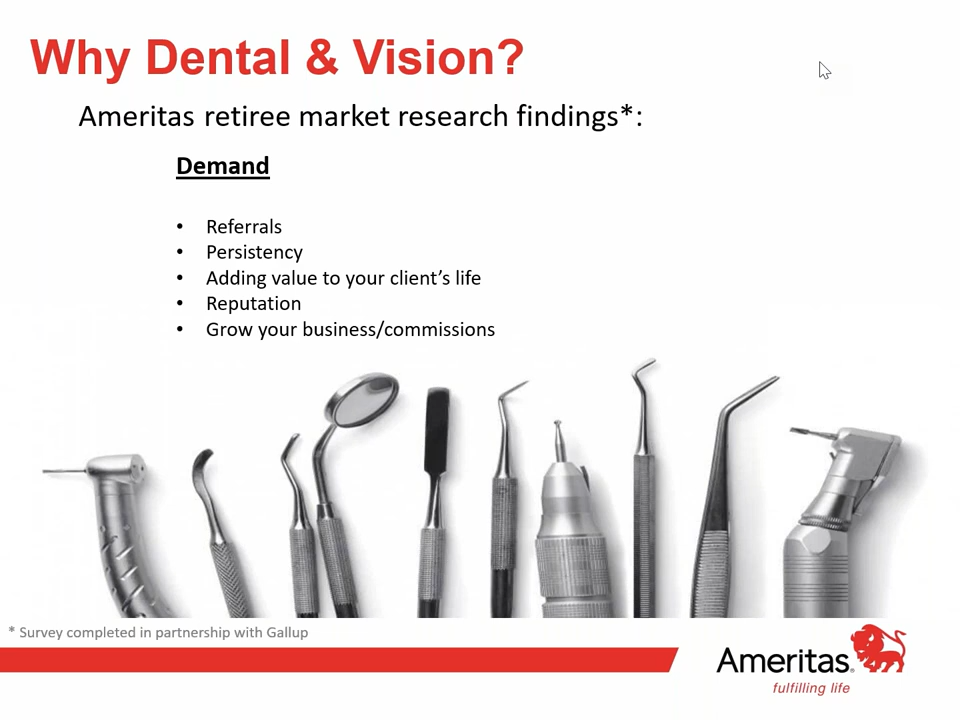 Why Dental & Vision?
Ameritas retiree market research findings*:
Demand
• Referrals
• Persistency
• Adding value to your client’s life
• Reputation
• Grow your business/commissions
* Survey completed in partnership with Gallup
Ameritas®
fulfilling life